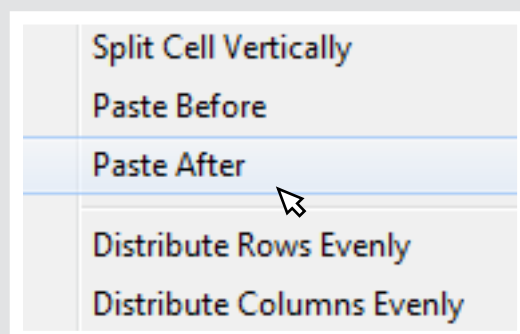 Split Cell Vertically
Paste Before
Paste After
Distribute Rows Evenly
Distribute Columns Evenly